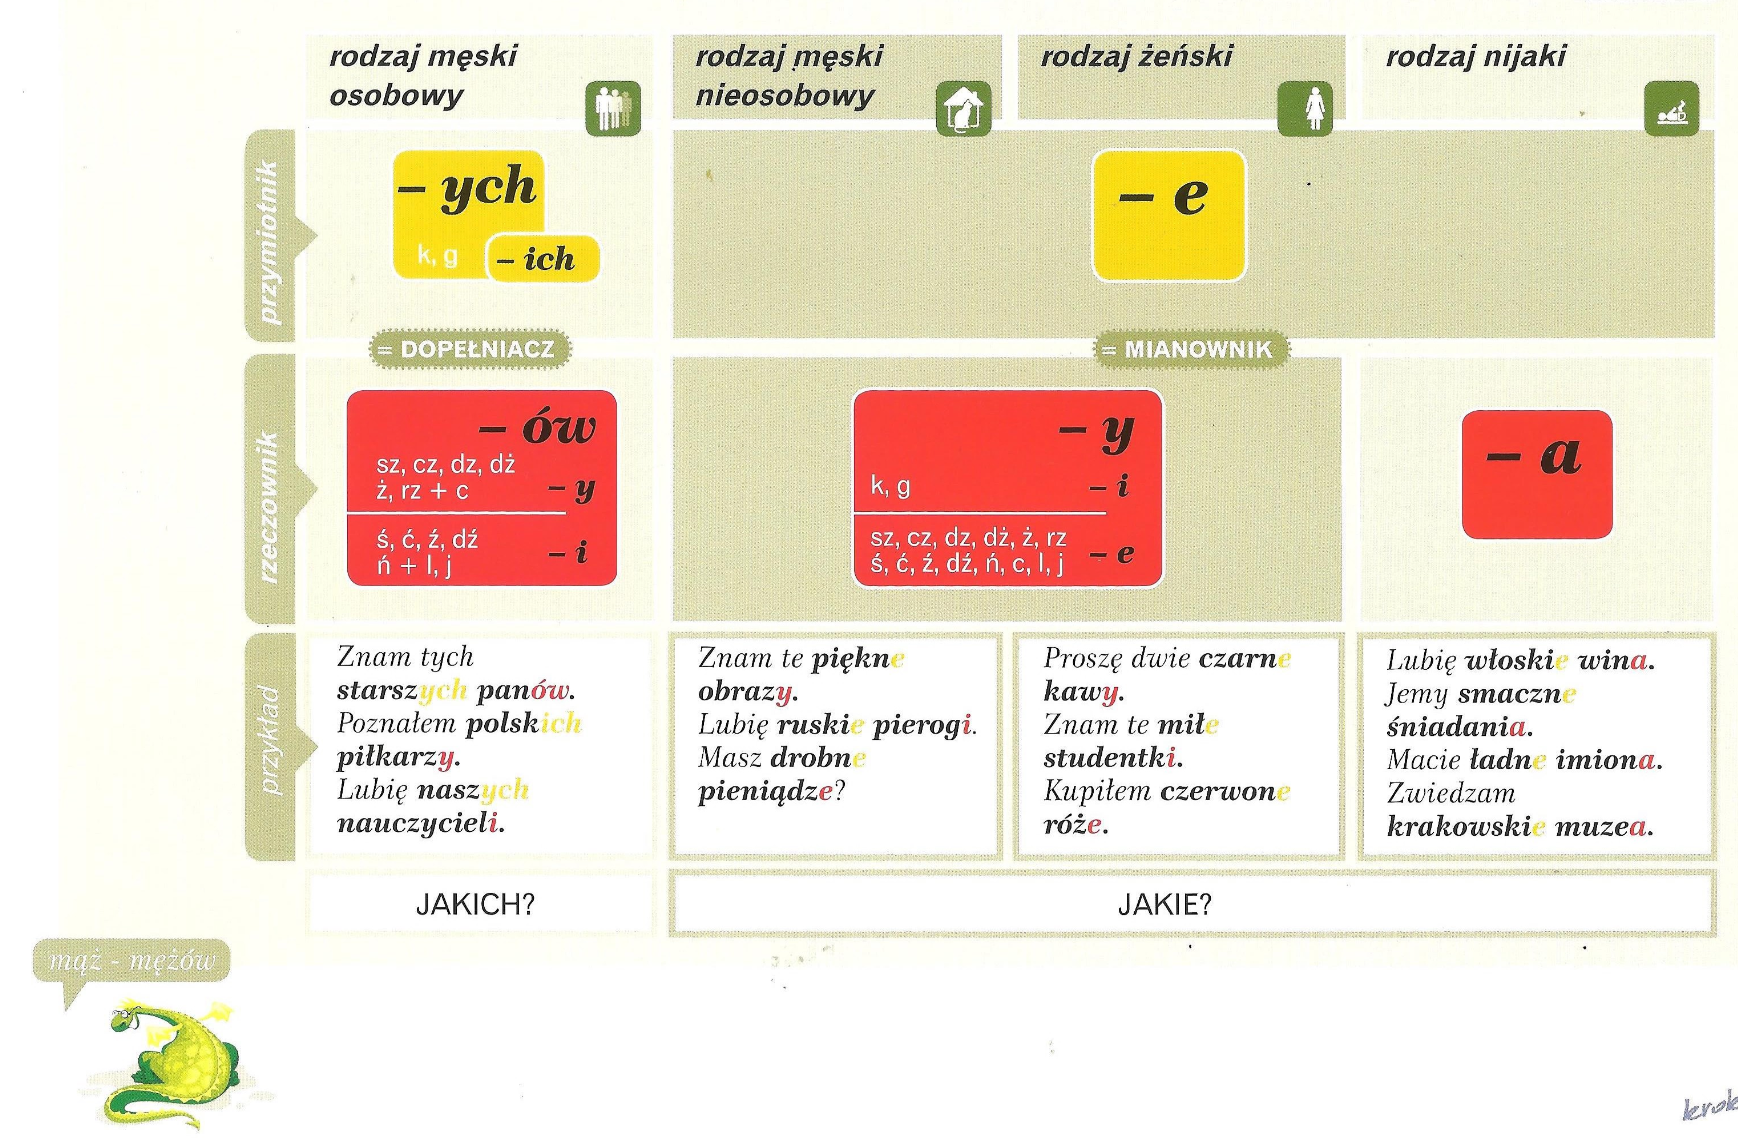 rodzaj męski
osobowy
rodzaj męski
nieosobowy
rodzaj żeński
rodzaj nijaki
przymiotnik
– ych
k, g – ich
– e
= DOPEŁNIACZ
= MIANOWNIK
rzeczownik
– ów
sz, cz, dz, dż
ż, rz + c – y
ś, ć, ź, dź
ń + l, j – i
– y
k, g – i
sz, cz, dz, dż, ż, rz
ś, ć, ź, dź, ń, c, l, j – e
– a
przykład
Znam tych
starszych panów.
Poznałem polskich
piłkarzy.
Lubię naszych
nauczycieli.
Znam te piękne
obrazy.
Lubię ruskie pierogi.
Masz drobne
pieniądze?
Proszę dwie czarne
kawy.
Znam te miłe
studentki.
Kupiłem czerwone
róże.
Lubię włoskie wina.
Jemy smaczne
śniadania.
Macie ładne imiona.
Zwiedzam
krakowskie muzea.
JAKICH?
JAKIE?
mąż - mężów
krok